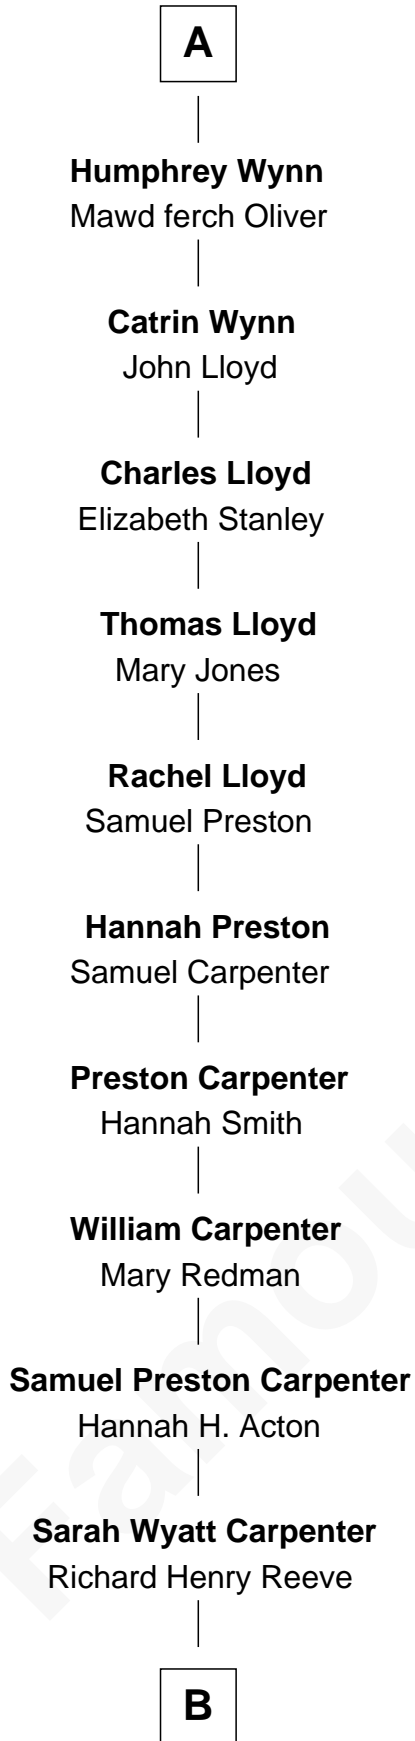 A
Humphrey Wynn
Mawd ferch Oliver
Catrin Wynn
John Lloyd
Charles Lloyd
Elizabeth Stanley
Thomas Lloyd
Mary Jones
Rachel Lloyd
Samuel Preston
Hannah Preston
Samuel Carpenter
Preston Carpenter
Hannah Smith
William Carpenter
Mary Redman
Samuel Preston Carpenter
Hannah H. Acton
Sarah Wyatt Carpenter
Richard Henry Reeve
B
Famou